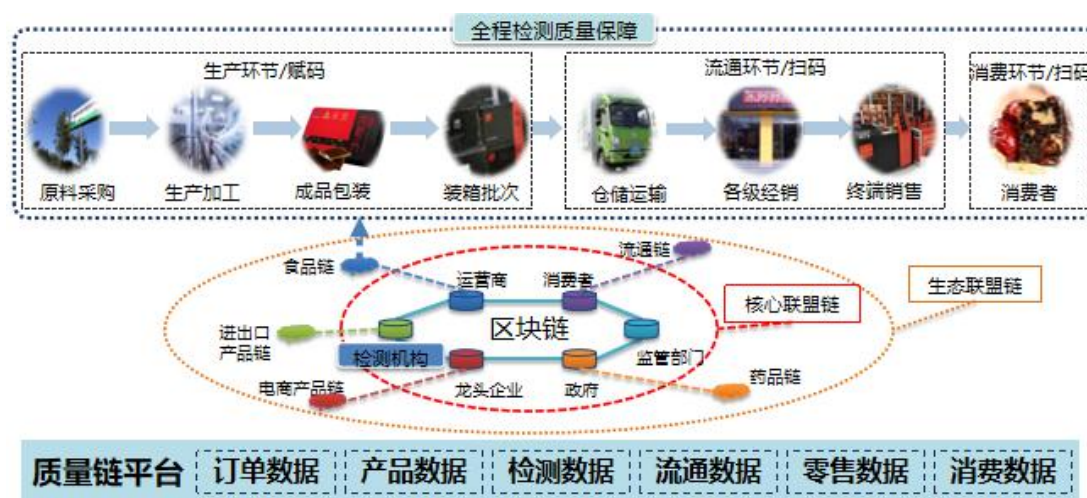 全程检测质量保障
生产环节/赋码
流通环节/扫码
消费环节/扫码
原料采购
生产加工
成品包装
装箱批次
仓储运输
各级经销
终端销售
消费者
食品链
运营商
消费者
流通链
生态联盟链
核心联盟链
进出口
产品链
区块链
检测机构
监管部门
电商产品链
龙头企业
政府
药品链
质量链平台
订单数据
产品数据
检测数据
流通数据
零售数据
消费数据